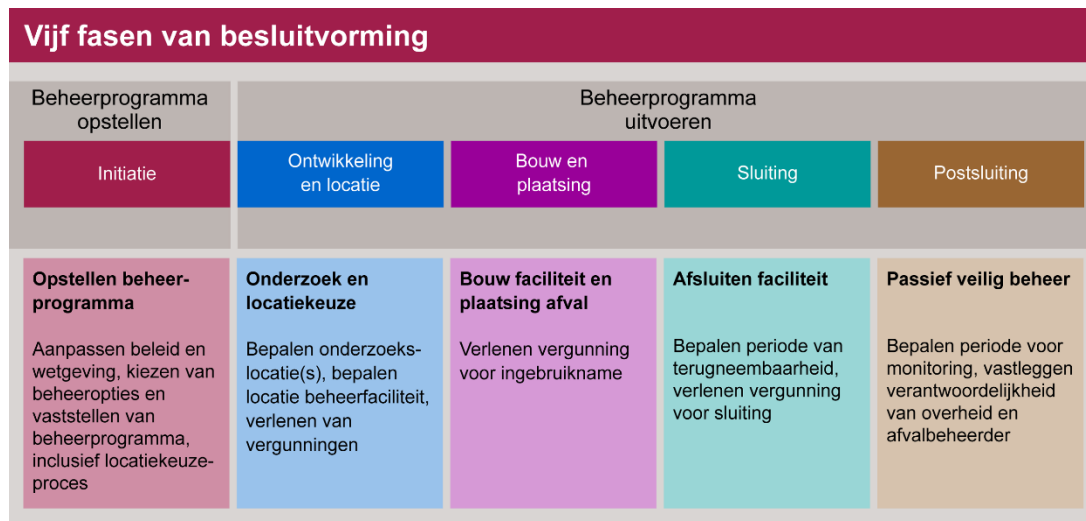 Vijf fasen van besluitvorming
Beheerprogramma
opstellen
Beheerprogramma
uitvoeren
Initiatie
Ontwikkeling
en locatie
Bouw en
plaatsing
Sluiting
Postsluiting
Opstellen beheer-
programma
Aanpassen beleid en
wetgeving, kiezen van
beheeropties en
vaststellen van
beheerprogramma,
inclusief locatiekeuze-
proces
Onderzoek en
locatiekeuze
Bepalen onderzoeks-
locatie(s), bepalen
locatie beheerfaciliteit,
verlenen van
vergunningen
Bouw faciliteit en
plaatsing afval
Verlenen vergunning
voor ingebruikname
Afsluiten faciliteit
Bepalen periode van
terugneembaarheid,
verlenen vergunning
voor sluiting
Passief veilig beheer
Bepalen periode voor
monitoring, vastleggen
verantwoordelijkheid
van overheid en
afvalbeheerder